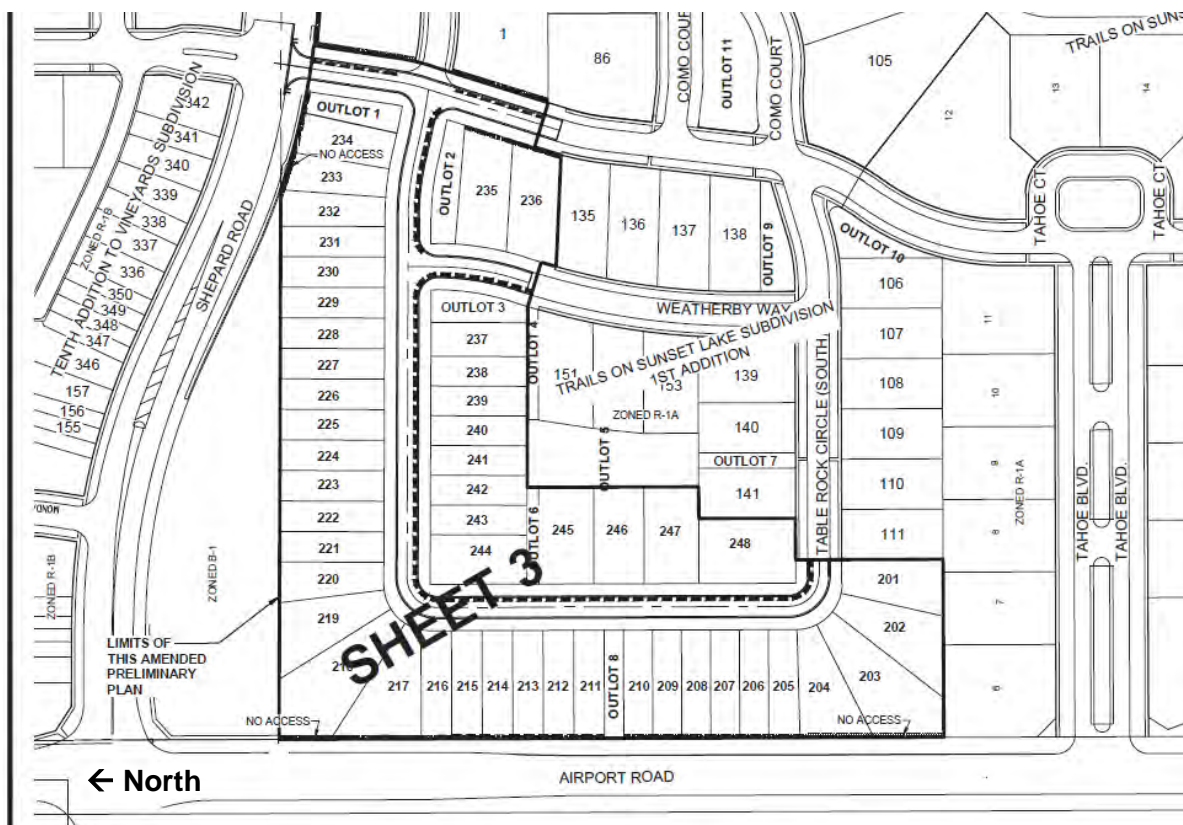 342
341
340
339
338
337
336
350
349
348
347
346
157
156
155
TENTH ADDITION TO VINEYARDS SUBDIVISION
ZONED R-1B
SHEPARD ROAD
ZONED R-1B
ZONED B-1
LIMITS OF
THIS AMENDED
PRELIMINARY
PLAN
NO ACCESS
1
86
COMO COURT
OUTLOT 11
COMO COURT
105
12
13
14
OUTLOT 1
234
NO ACCESS
233
232
231
230
229
228
227
226
225
224
223
222
221
220
219
218
217
216
215
214
213
212
211
OUTLOT 8
210
209
208
207
206
205
204
203
202
201
NO ACCESS
OUTLOT 2
235
236
135
136
137
138
OUTLOT 9
OUTLOT 10
TAHOE CT.
TAHOE CT.
OUTLOT 3
237
238
239
240
241
242
243
244
OUTLOT 4
151
153
139
140
OUTLOT 7
141
OUTLOT 5
ZONED R-1A
OUTLOT 6
245
246
247
248
WEATHERBY WAY
TRAILS ON SUNSET LAKE SUBDIVISION
1ST ADDITION
TABLE ROCK CIRCLE (SOUTH)
106
107
108
109
110
111
11
10
9
8
7
6
ZONED R-1A
TAHOE BLVD.
TAHOE BLVD.
SHEET 3
← North
AIRPORT ROAD